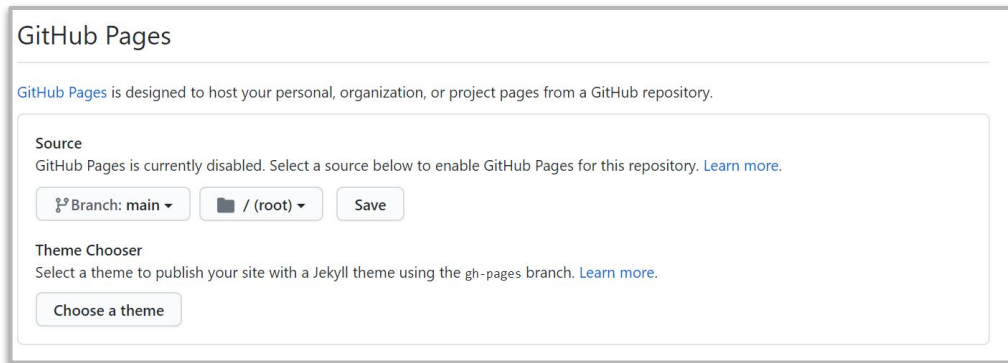 GitHub Pages
GitHub Pages is designed to host your personal, organization, or project pages from a GitHub repository.
Source
GitHub Pages is currently disabled. Select a source below to enable GitHub Pages for this repository. Learn more.
Branch: main / (root) Save
Theme Chooser
Select a theme to publish your site with a Jekyll theme using the gh-pages branch. Learn more.
Choose a theme